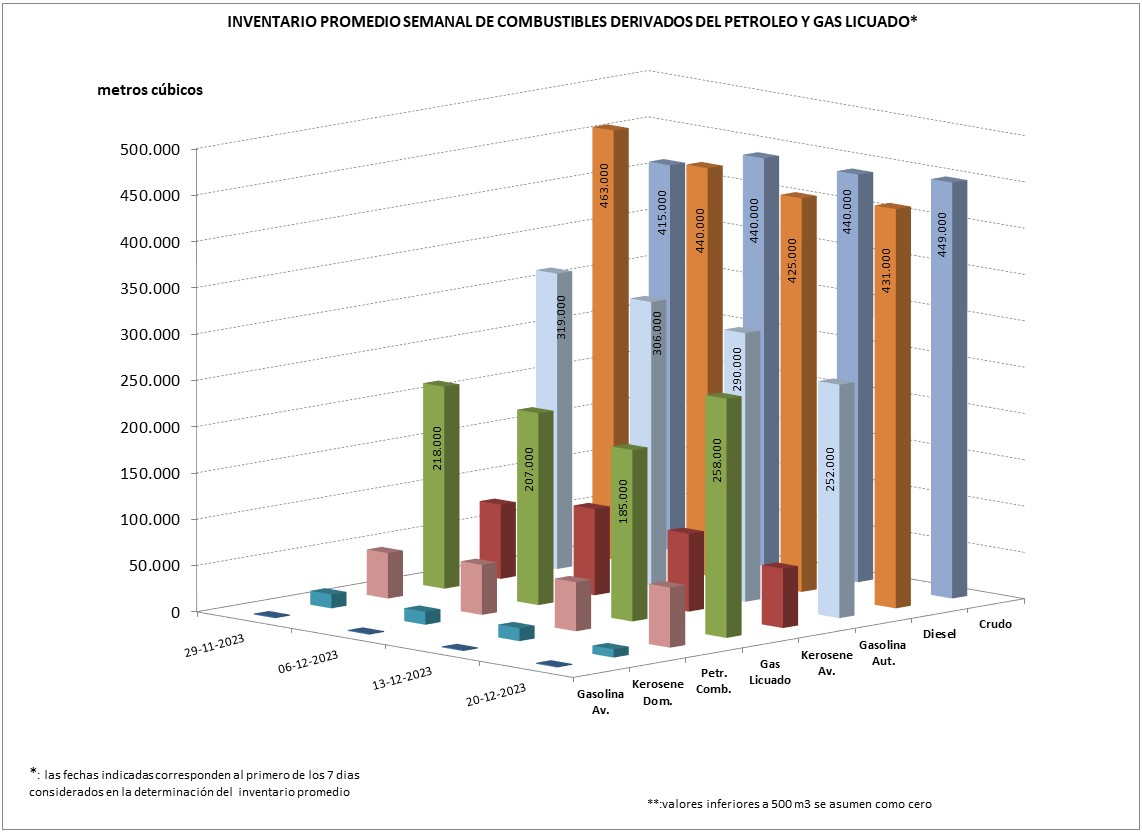 INVENTARIO PROMEDIO SEMANAL DE COMBUSTIBLES DERIVADOS DEL PETROLEO Y GAS LICUADO*
metros cúbicos
500.000
450.000
400.000
350.000
300.000
250.000
200.000
150.000
100.000
50.000
0
463.000
415.000
440.000
440.000
425.000
440.000
431.000
449.000
319.000
306.000
290.000
252.000
218.000
207.000
185.000
258.000
29-11-2023
06-12-2023
13-12-2023
20-12-2023
Gasolina
Av.
Kerosene
Dom.
Petr.
Comb.
Gas
Licuado
Kerosene
Av.
Gasolina
Aut.
Diesel
Crudo
*: las fechas indicadas corresponden al primero de los 7 dias
considerados en la determinación del inventario promedio
**:valores inferiores a 500 m3 se asumen como cero